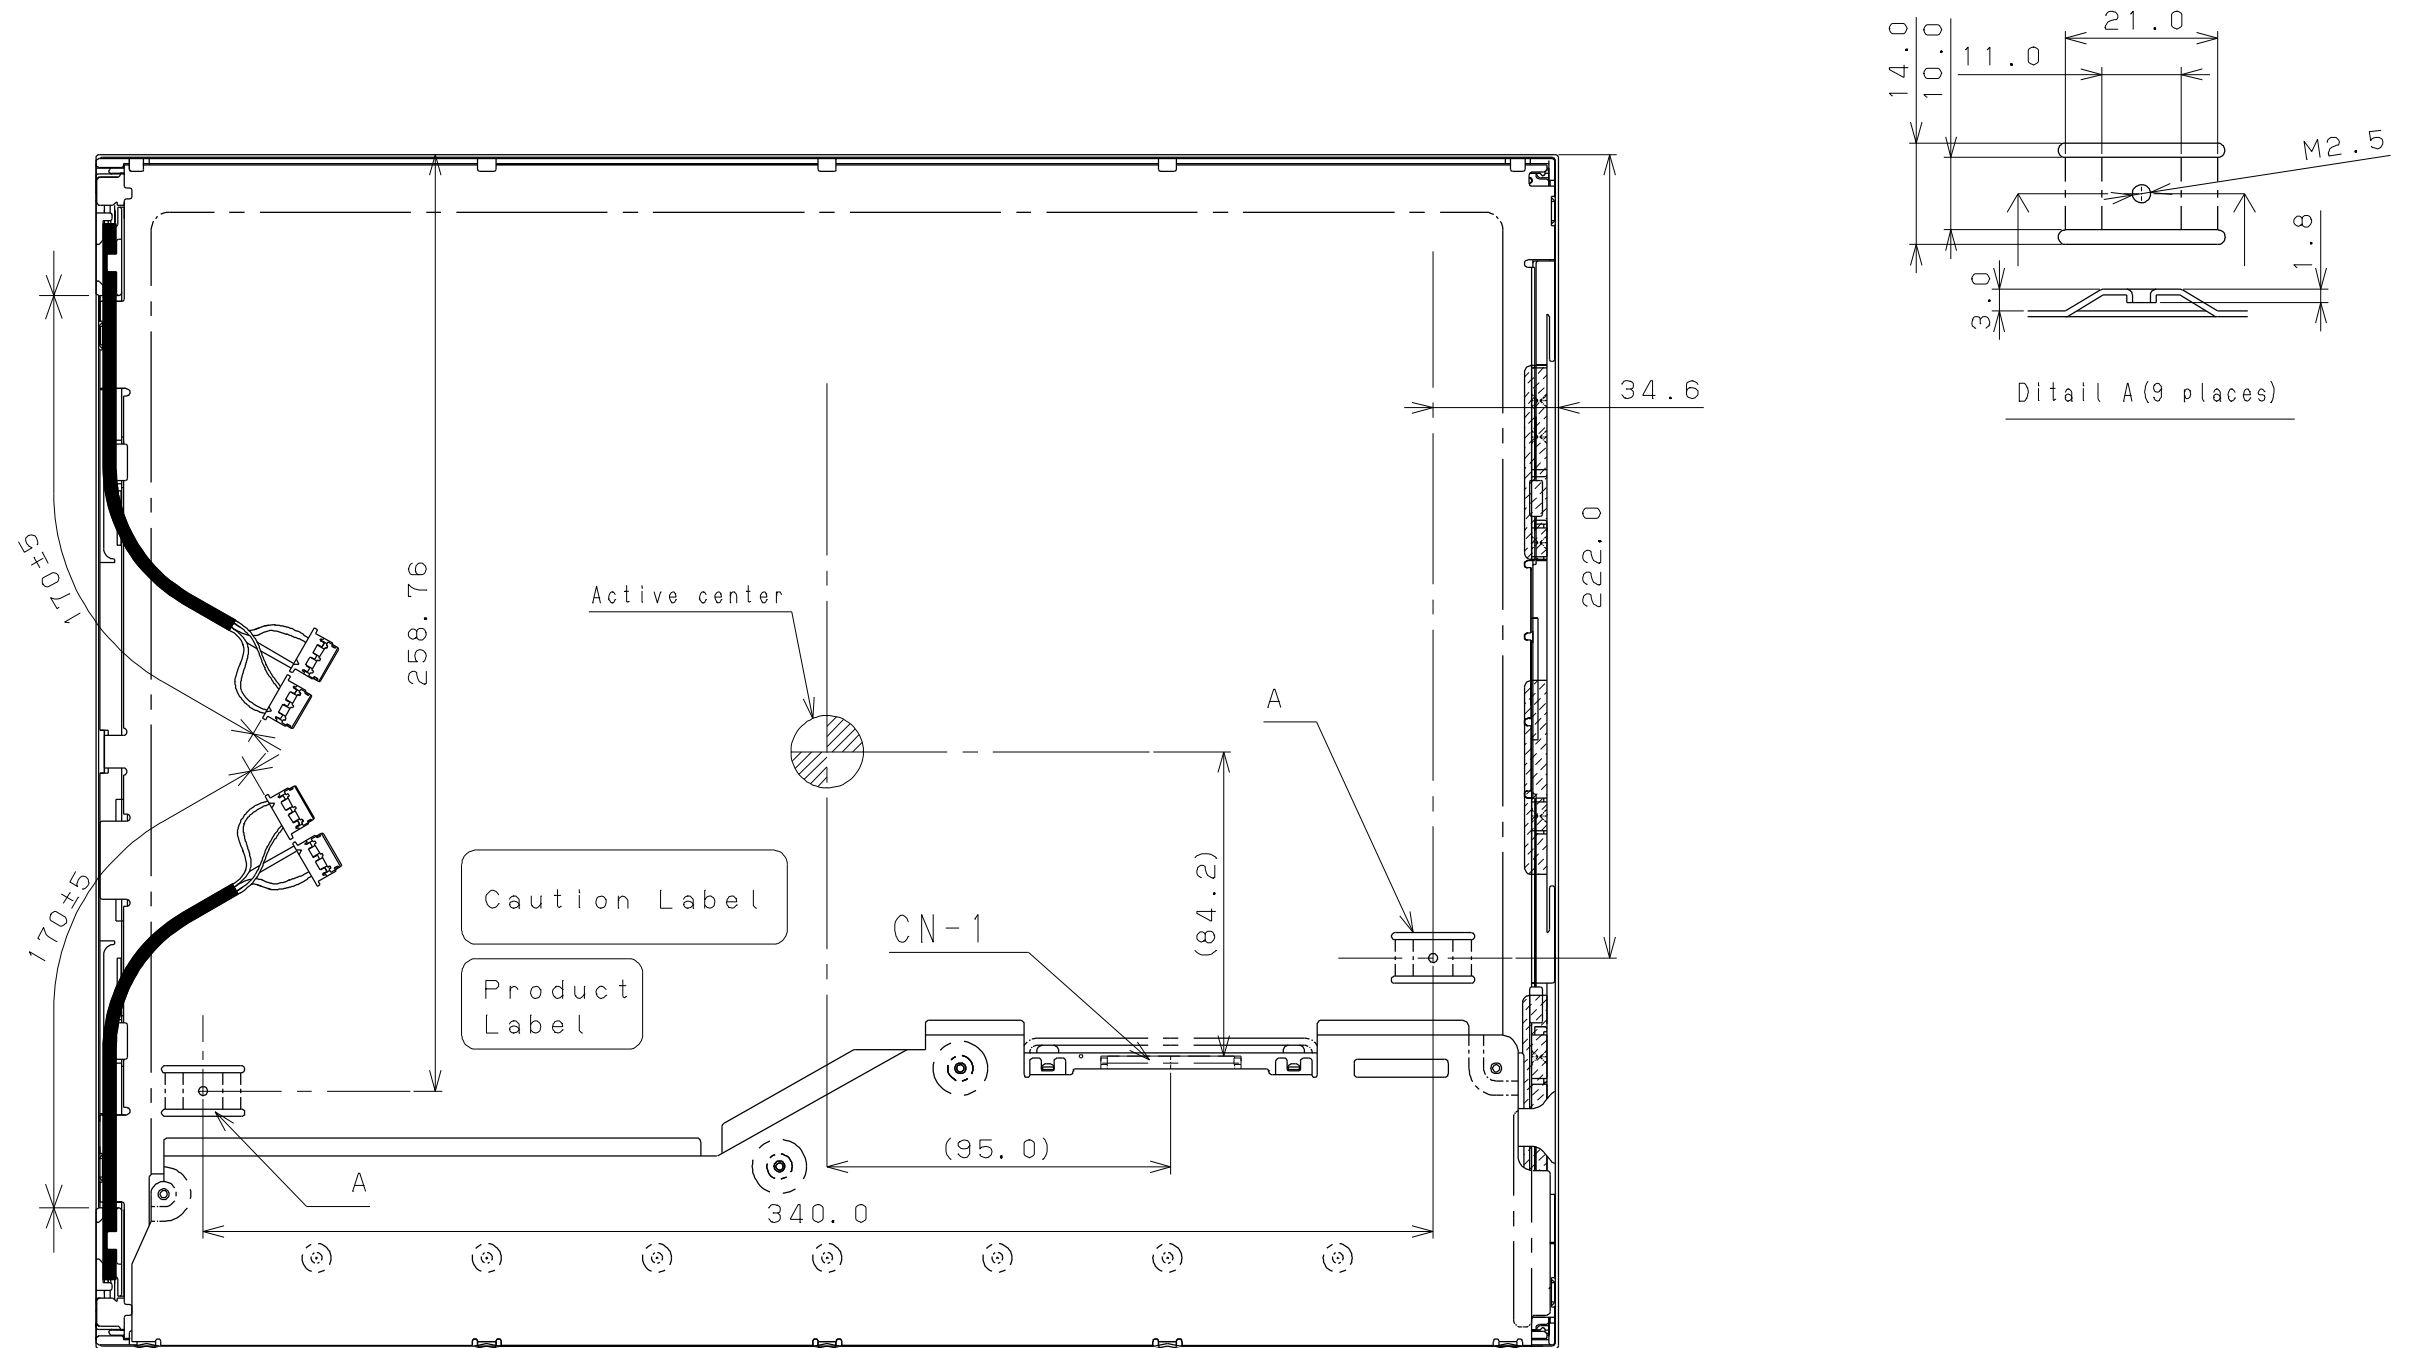 21.0
14.0
10.0
11.0
M2.5
1.8
3.0
Ditail A(9 places)
34.6
222.0
170±5
258.76
Active center
A
(84.2)
Caution Label
CN-1
170±5
Product
Label
(95.0)
A
340.0